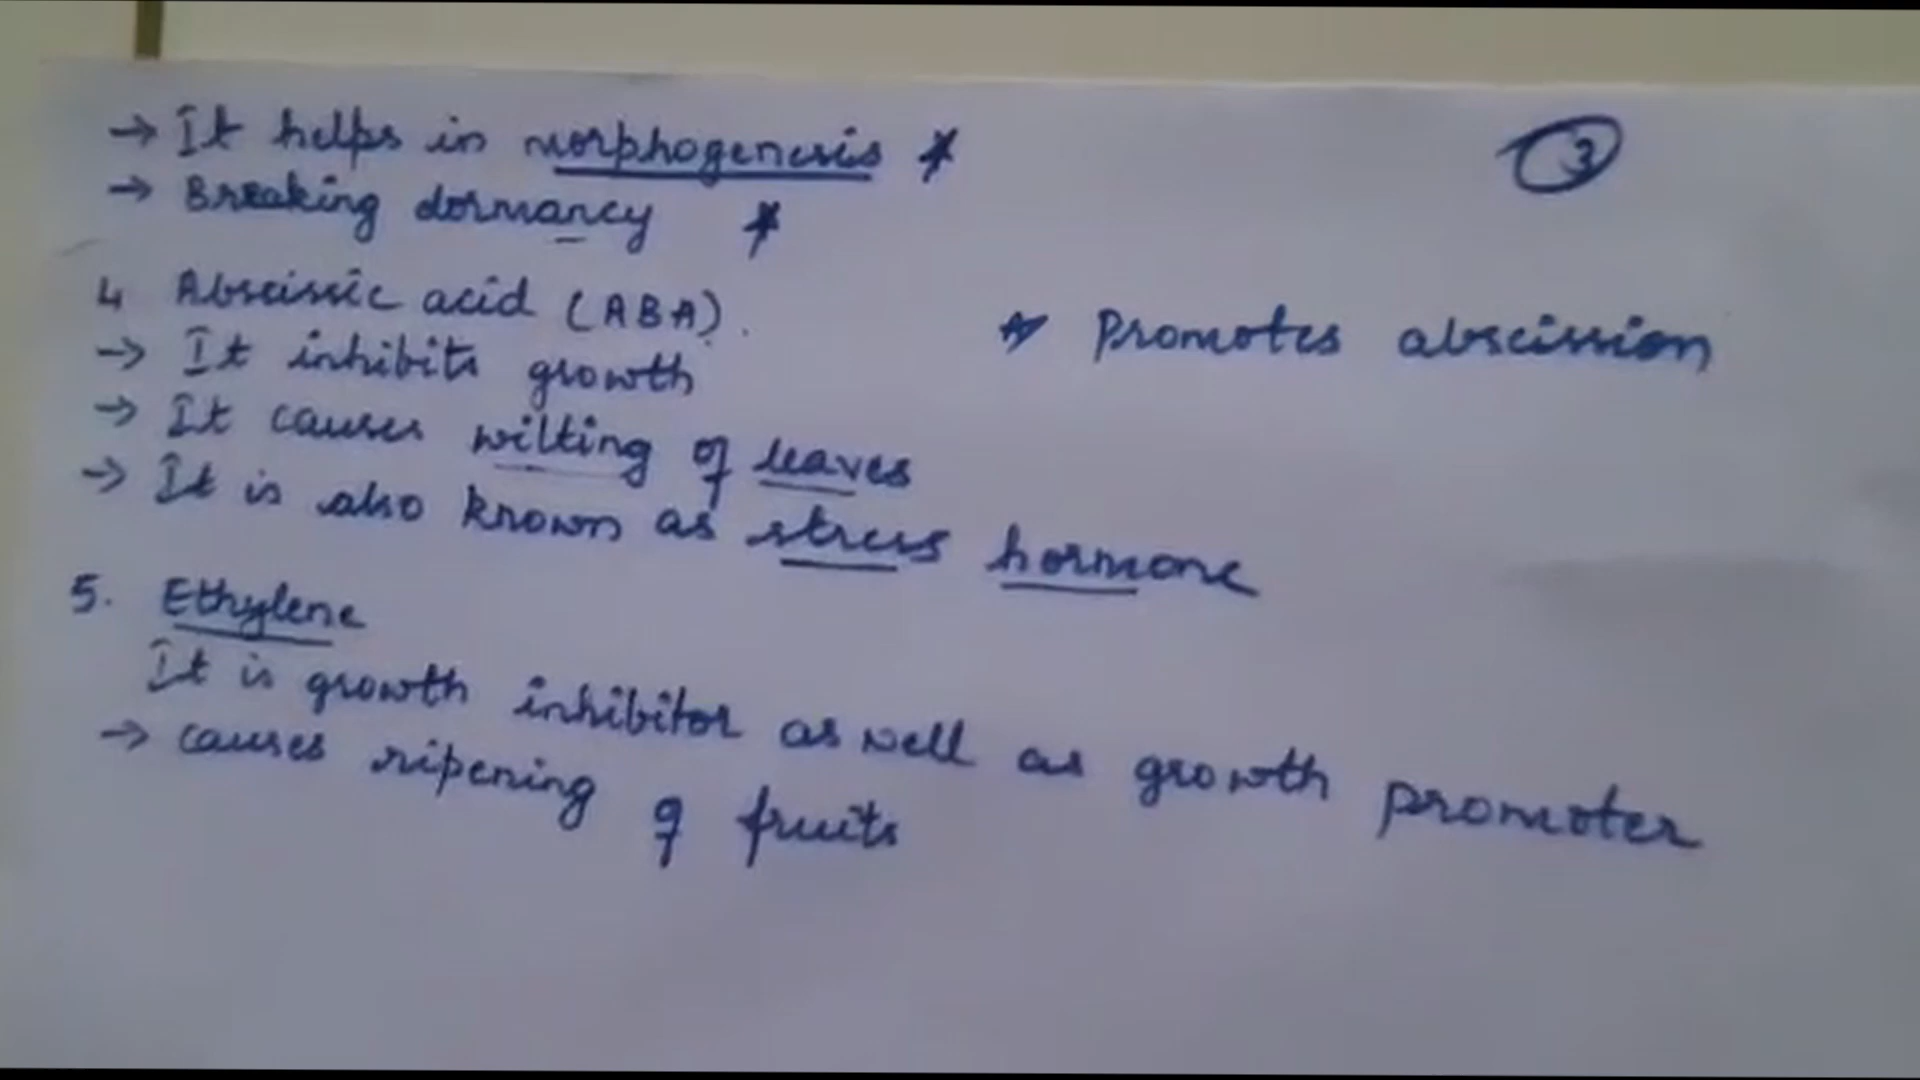 → It helps in morphogenesis *
3
→ Breaking dormancy *
4 Abscissic acid (ABA).
* Promotes abscission
→ It inhibits growth
→ It causes wilting of leaves
→ It is also known as stress hormone
5. Ethylene
It is growth inhibitor as well as growth promoter
→ causes ripening of fruits